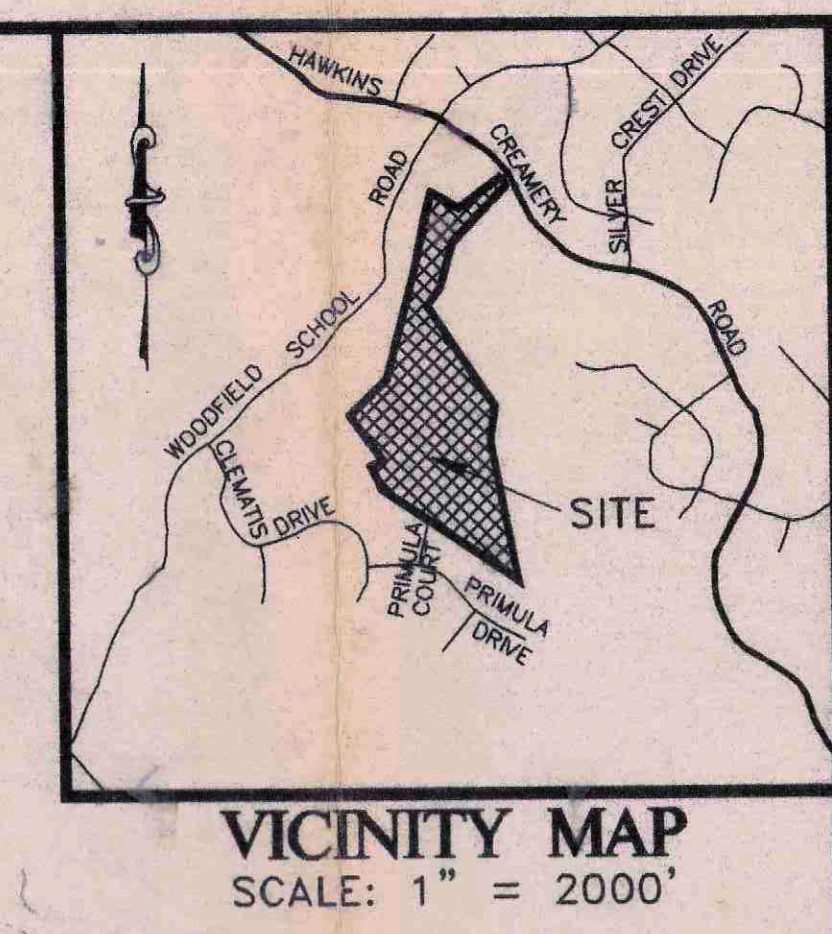 HAWKINS
CREAMERY
ROAD
SILVER
CREST DRIVE
WOODFIELD
SCHOOL
ROAD
CLEMATIS
DRIVE
PRIMULA
COURT
PRIMULA
DRIVE
SITE
VICINITY MAP
SCALE: 1" = 2000'